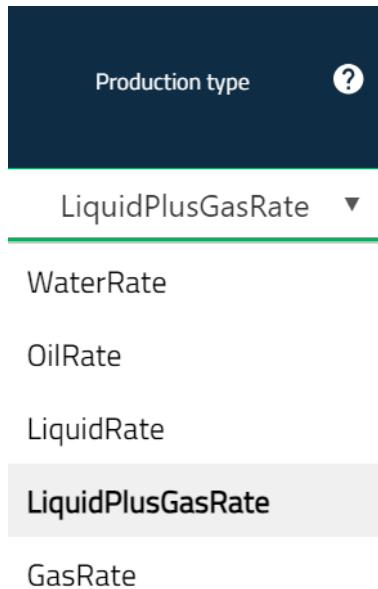 Production type ?
LiquidPlusGasRate ▼
WaterRate
OilRate
LiquidRate
LiquidPlusGasRate
GasRate